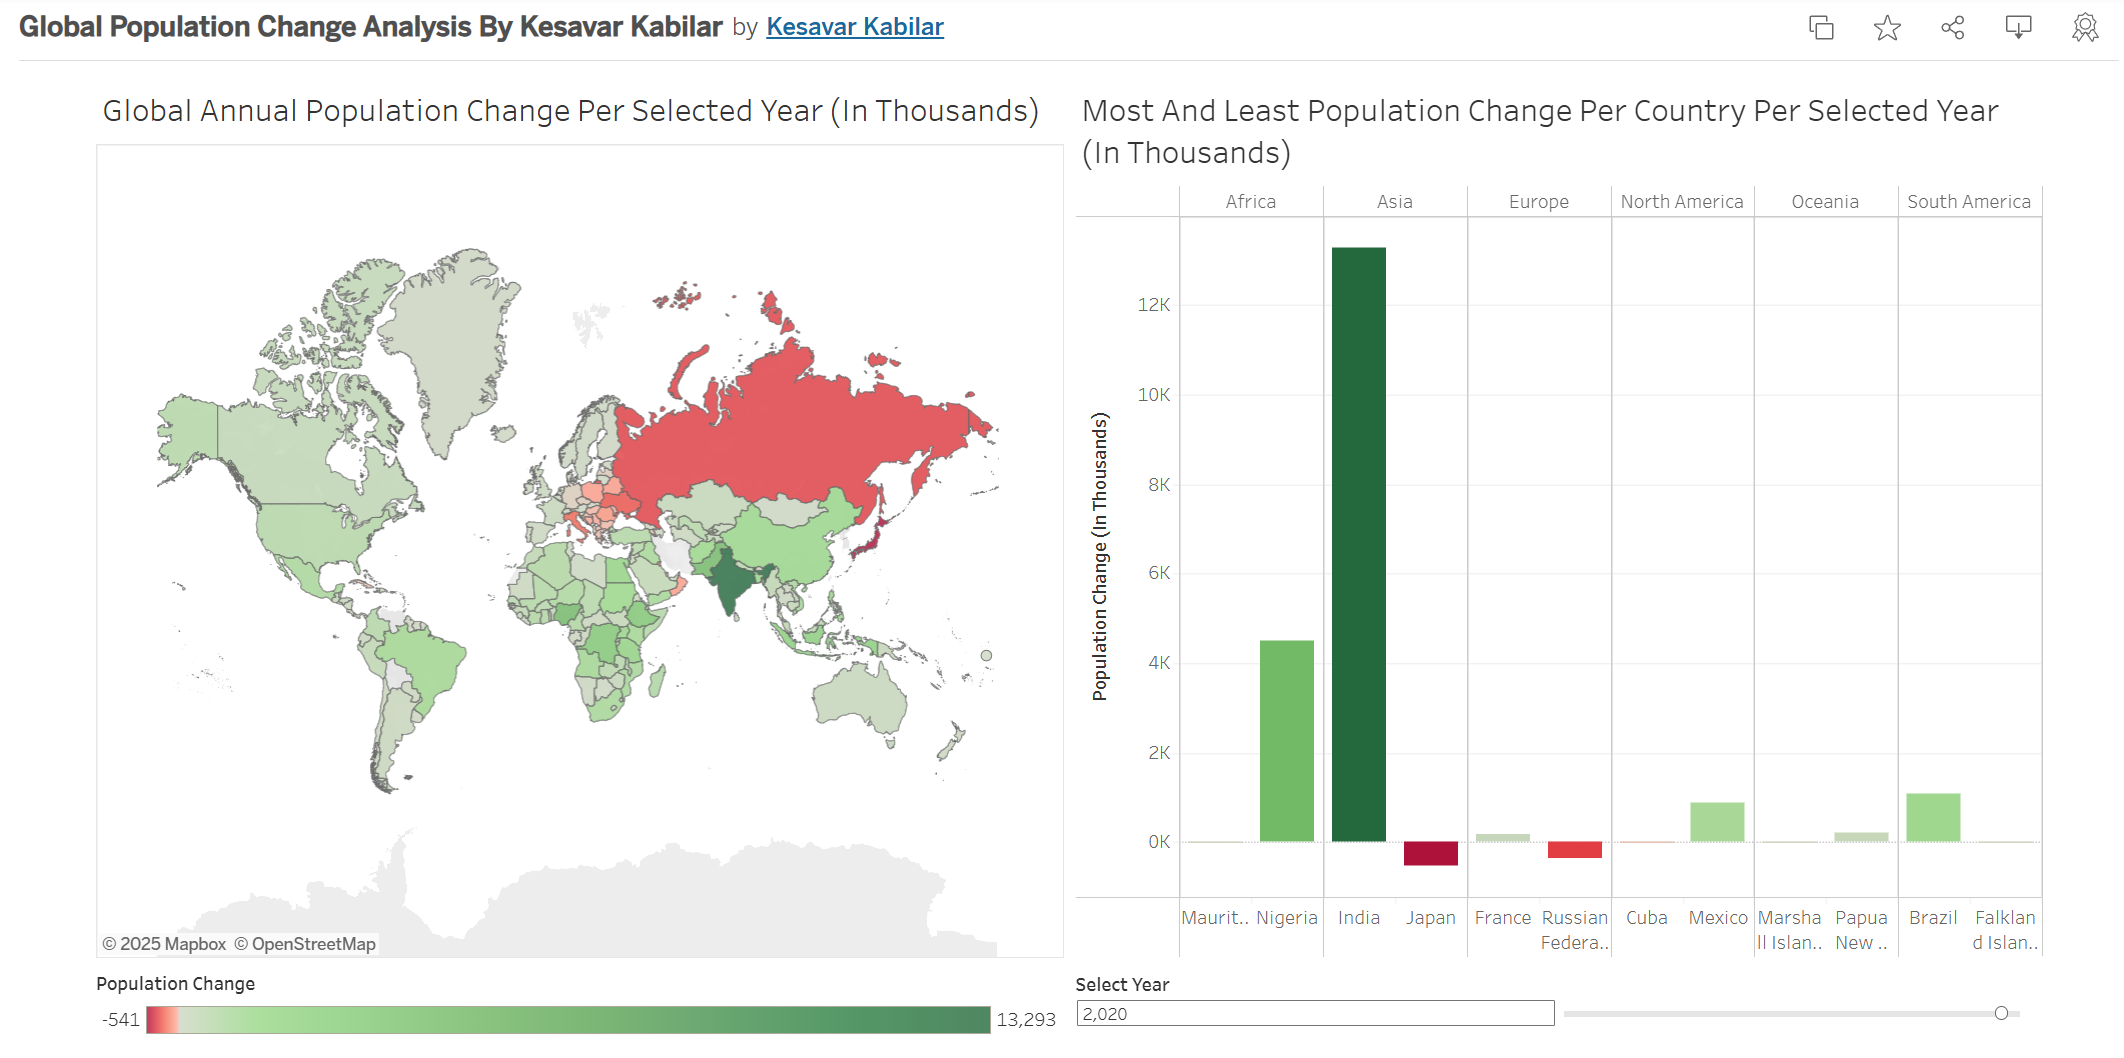 Global Population Change Analysis By Kesavar Kabilar by Kesavar Kabilar
Global Annual Population Change Per Selected Year (In Thousands)
© 2025 Mapbox © OpenStreetMap
Population Change
-541
13,293
Most And Least Population Change Per Country Per Selected Year
(In Thousands)
Africa
Asia
Europe
North America
Oceania
South America
Population Change (In Thousands)
12K
10K
8K
6K
4K
2K
0K
Maurit..
Nigeria
India
Japan
France
Russian
Federa..
Cuba
Mexico
Marsha
ll Islan..
Papua
New ..
Brazil
Falklan
d Islan..
Select Year
2,020